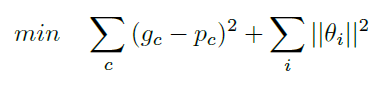 min ∑_c (g_c − p_c)² + ∑_i ||θ_i||²